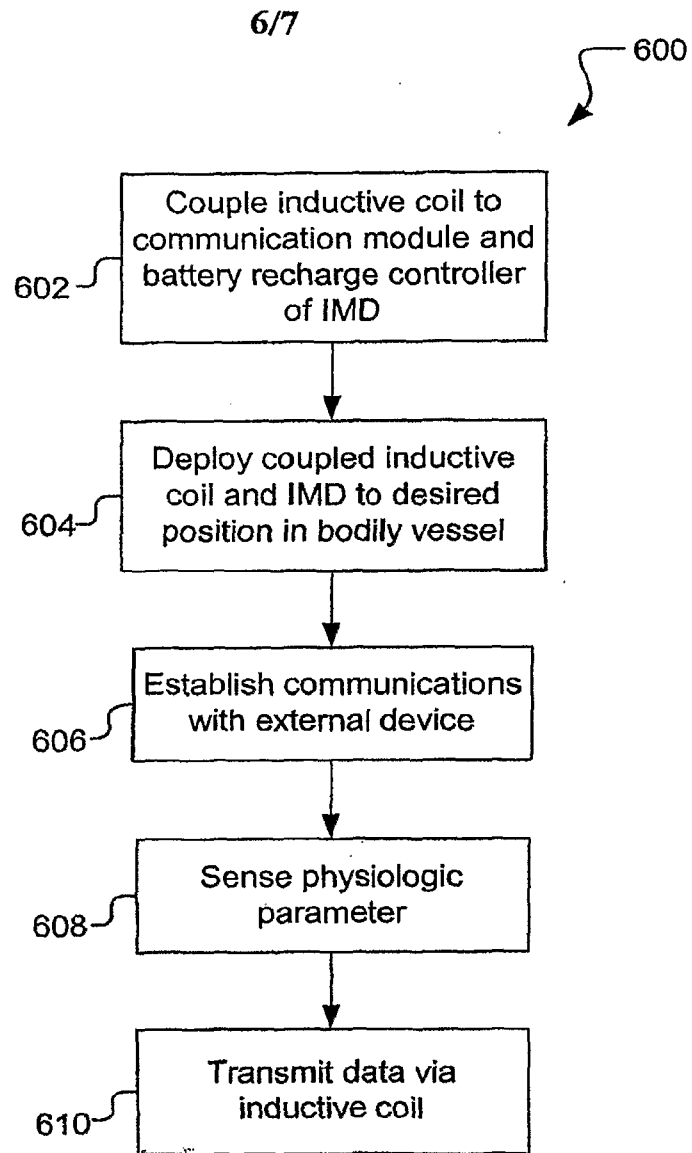 6/7
600
Couple inductive coil to
communication module and
battery recharge controller
of IMD
602
Deploy coupled inductive
coil and IMD to desired
position in bodily vessel
604
Establish communications
with external device
606
Sense physiologic
parameter
608
Transmit data via
inductive coil
610